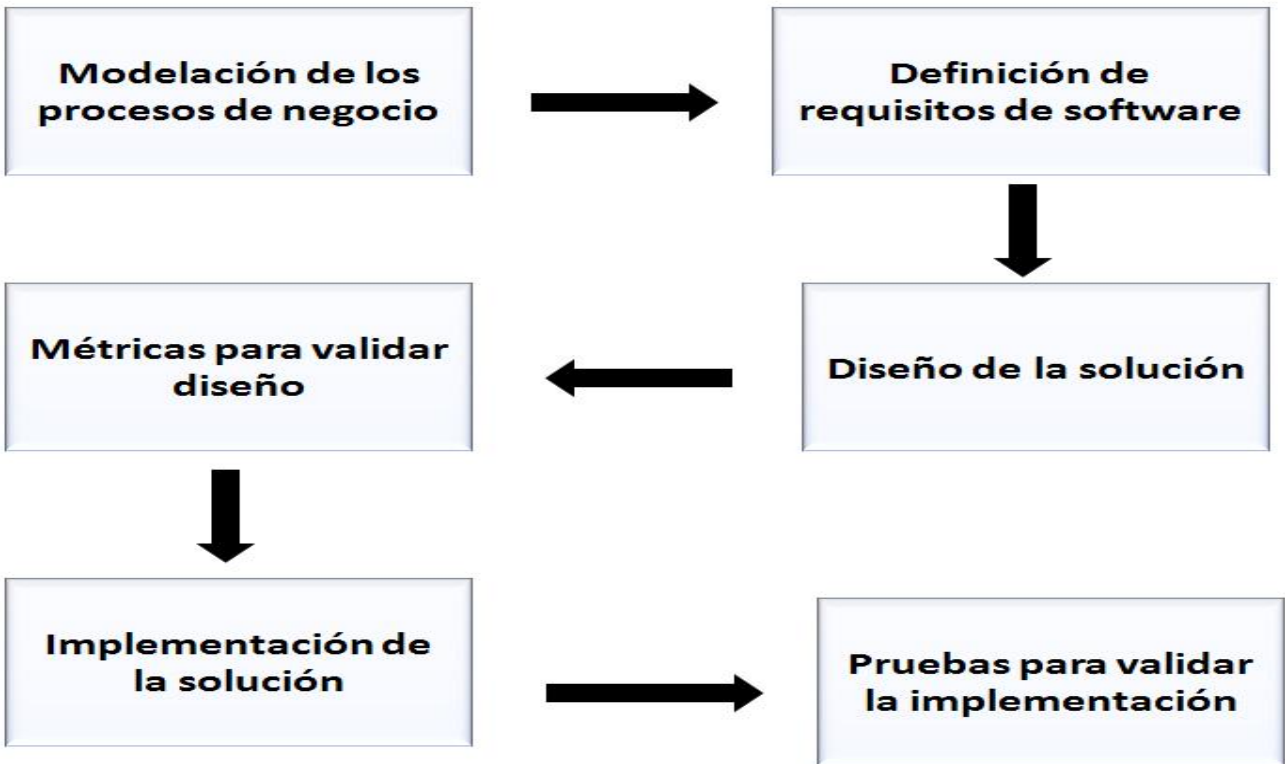 Modelación de los
procesos de negocio
Definición de
requisitos de software
Diseño de la solución
Métricas para validar
diseño
Implementación de
la solución
Pruebas para validar
la implementación